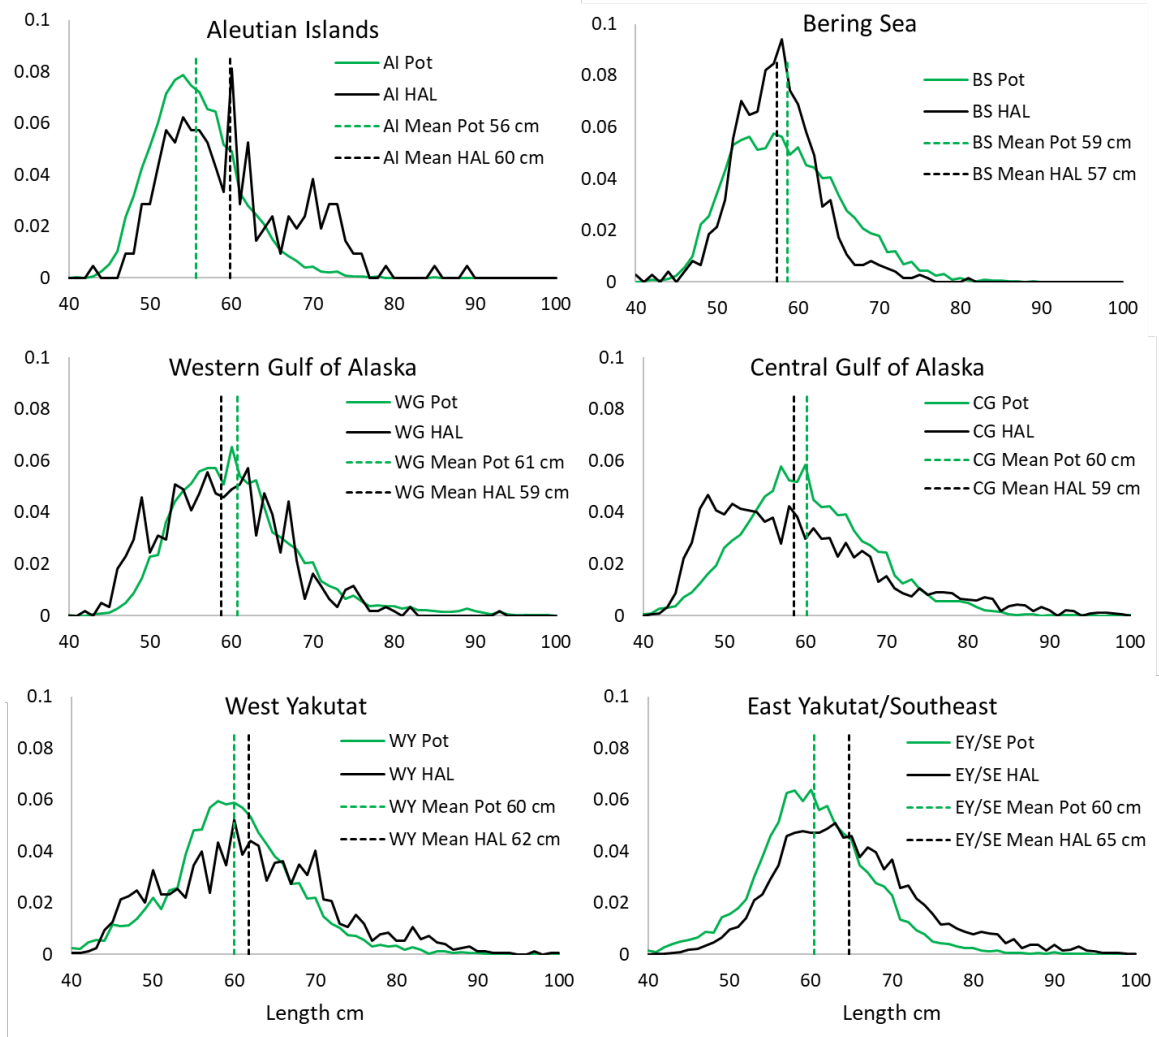 Aleutian Islands
0.1
0.08
0.06
0.04
0.02
0
40 50 60 70 80 90 100
AI Pot
AI HAL
AI Mean Pot 56 cm
AI Mean HAL 60 cm
Bering Sea
0.1
0.08
0.06
0.04
0.02
0
40 50 60 70 80 90 100
BS Pot
BS HAL
BS Mean Pot 59 cm
BS Mean HAL 57 cm
Western Gulf of Alaska
0.1
0.08
0.06
0.04
0.02
0
40 50 60 70 80 90 100
WG Pot
WG HAL
WG Mean Pot 61 cm
WG Mean HAL 59 cm
Central Gulf of Alaska
0.1
0.08
0.06
0.04
0.02
0
40 50 60 70 80 90 100
CG Pot
CG HAL
CG Mean Pot 60 cm
CG Mean HAL 59 cm
West Yakutat
0.1
0.08
0.06
0.04
0.02
0
40 50 60 70 80 90 100
Length cm
WY Pot
WY HAL
WY Mean Pot 60 cm
WY Mean HAL 62 cm
East Yakutat/Southeast
0.1
0.08
0.06
0.04
0.02
0
40 50 60 70 80 90 100
Length cm
EY/SE Pot
EY/SE HAL
EY/SE Mean Pot 60 cm
EY/SE Mean HAL 65 cm